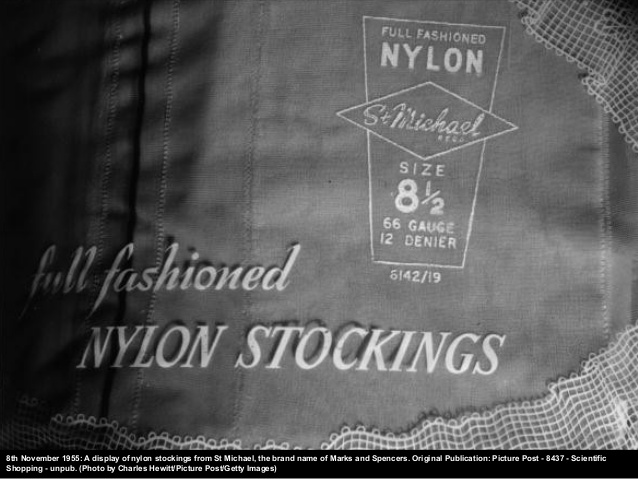 FULL FASHIONED
NYLON
St Michael
REGD
SIZE
8½
66 GAUGE
12 DENIER
6142/19
full fashioned
NYLON STOCKINGS
8th November 1955: A display of nylon stockings from St Michael, the brand name of Marks and Spencers. Original Publication: Picture Post - 8437 - Scientific
Shopping - unpub. (Photo by Charles Hewitt/Picture Post/Getty Images)